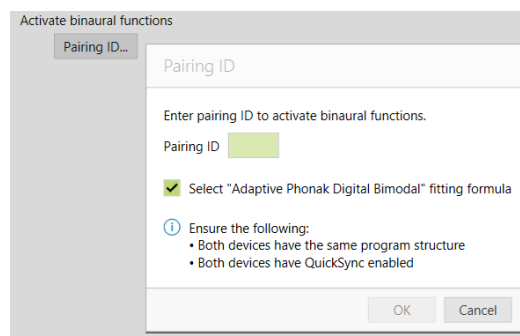 Activate binaural functions
Pairing ID...
Pairing ID
Enter pairing ID to activate binaural functions.
Pairing ID
Select "Adaptive Phonak Digital Bimodal" fitting formula
Ensure the following:
• Both devices have the same program structure
• Both devices have QuickSync enabled
OK
Cancel